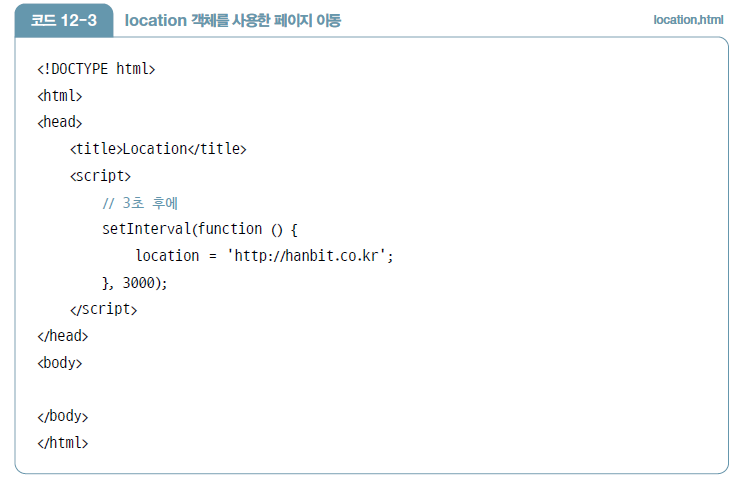 코드 12-3 location 객체를 사용한 페이지 이동 location.html
<!DOCTYPE html>
<html>
<head>
    <title>Location</title>
    <script>
        // 3초 후에
        setInterval(function () {
            location = 'http://hanbit.co.kr';
        }, 3000);
    </script>
</head>
<body>

</body>
</html>